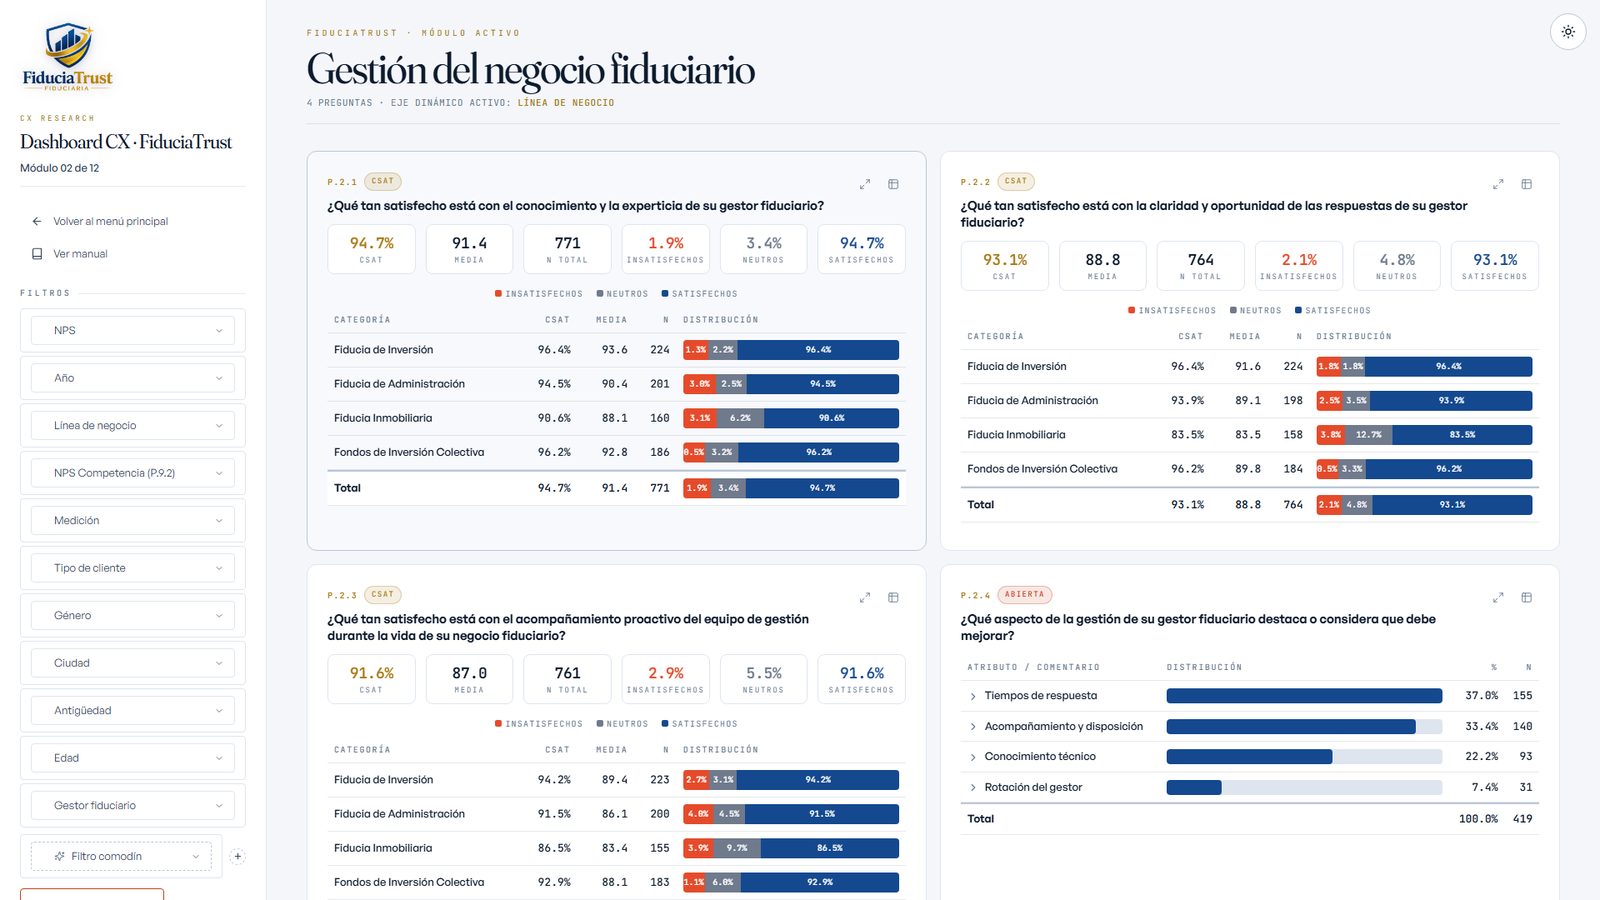 FiduciaTrust
FIDUCIARIA
CX RESEARCH
Dashboard CX · FiduciaTrust
Módulo 02 de 12
Volver al menú principal
Ver manual
FILTROS
NPS
Año
Línea de negocio
NPS Competencia (P.9.2)
Medición
Tipo de cliente
Género
Ciudad
Antigüedad
Edad
Gestor fiduciario
Filtro comodín
+
FIDUCIATRUST · MÓDULO ACTIVO
Gestión del negocio fiduciario
4 PREGUNTAS · EJE DINÁMICO ACTIVO: LÍNEA DE NEGOCIO
P.2.1 CSAT
¿Qué tan satisfecho está con el conocimiento y la experticia de su gestor fiduciario?
94.7% 91.4 771 1.9% 3.4% 94.7%
CSAT MEDIA N TOTAL INSATISFECHOS NEUTROS SATISFECHOS
INSATISFECHOS NEUTROS SATISFECHOS
CATEGORÍA CSAT MEDIA N DISTRIBUCIÓN
Fiducia de Inversión 96.4% 93.6 224 1.3% 2.2% 96.4%
Fiducia de Administración 94.5% 90.4 201 3.0% 2.5% 94.5%
Fiducia Inmobiliaria 90.6% 88.1 160 3.1% 6.2% 90.6%
Fondos de Inversión Colectiva 96.2% 92.8 186 0.5% 3.2% 96.2%
Total 94.7% 91.4 771 1.9% 3.4% 94.7%
P.2.2 CSAT
¿Qué tan satisfecho está con la claridad y oportunidad de las respuestas de su gestor
fiduciario?
93.1% 88.8 764 2.1% 4.8% 93.1%
CSAT MEDIA N TOTAL INSATISFECHOS NEUTROS SATISFECHOS
INSATISFECHOS NEUTROS SATISFECHOS
CATEGORÍA CSAT MEDIA N DISTRIBUCIÓN
Fiducia de Inversión 96.4% 91.6 224 1.8% 1.8% 96.4%
Fiducia de Administración 93.9% 89.1 198 2.5% 3.5% 93.9%
Fiducia Inmobiliaria 83.5% 83.5 158 3.8% 12.7% 83.5%
Fondos de Inversión Colectiva 96.2% 89.8 184 0.5% 3.3% 96.2%
Total 93.1% 88.8 764 2.1% 4.8% 93.1%
P.2.3 CSAT
¿Qué tan satisfecho está con el acompañamiento proactivo del equipo de gestión
durante la vida de su negocio fiduciario?
91.6% 87.0 761 2.9% 5.5% 91.6%
CSAT MEDIA N TOTAL INSATISFECHOS NEUTROS SATISFECHOS
INSATISFECHOS NEUTROS SATISFECHOS
CATEGORÍA CSAT MEDIA N DISTRIBUCIÓN
Fiducia de Inversión 94.2% 89.4 223 2.7% 3.1% 94.2%
Fiducia de Administración 91.5% 86.1 200 4.0% 4.5% 91.5%
Fiducia Inmobiliaria 86.5% 83.4 155 3.9% 9.7% 86.5%
Fondos de Inversión Colectiva 92.9% 88.1 183 1.1% 6.0% 92.9%
P.2.4 ABIERTA
¿Qué aspecto de la gestión de su gestor fiduciario destaca o considera que debe
mejorar?
ATRIBUTO / COMENTARIO DISTRIBUCIÓN % N
Tiempos de respuesta 37.0% 155
Acompañamiento y disposición 33.4% 140
Conocimiento técnico 22.2% 93
Rotación del gestor 7.4% 31
Total 100.0% 419